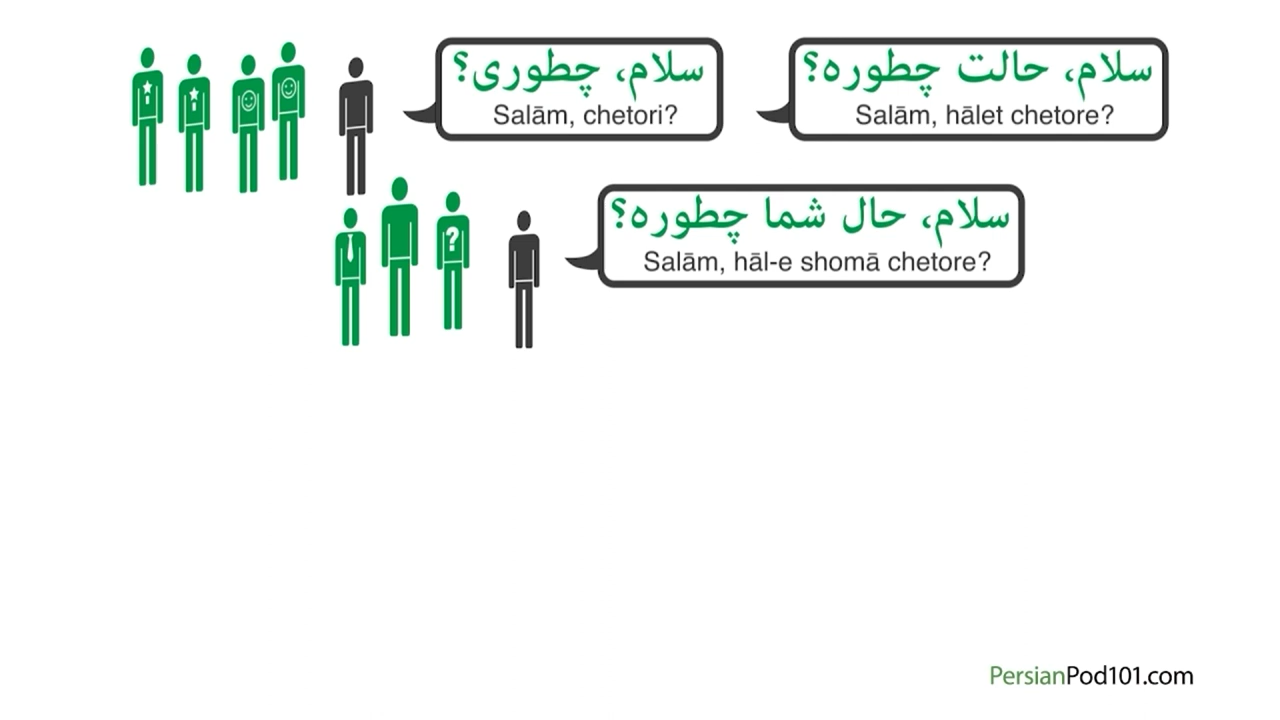 سلام، چطوری؟
Salām, chetori?
سلام، حالت چطوره؟
Salām, hālet chetore?
سلام، حال شما چطوره؟
Salām, hāl-e shomā chetore?
?
PersianPod101.com